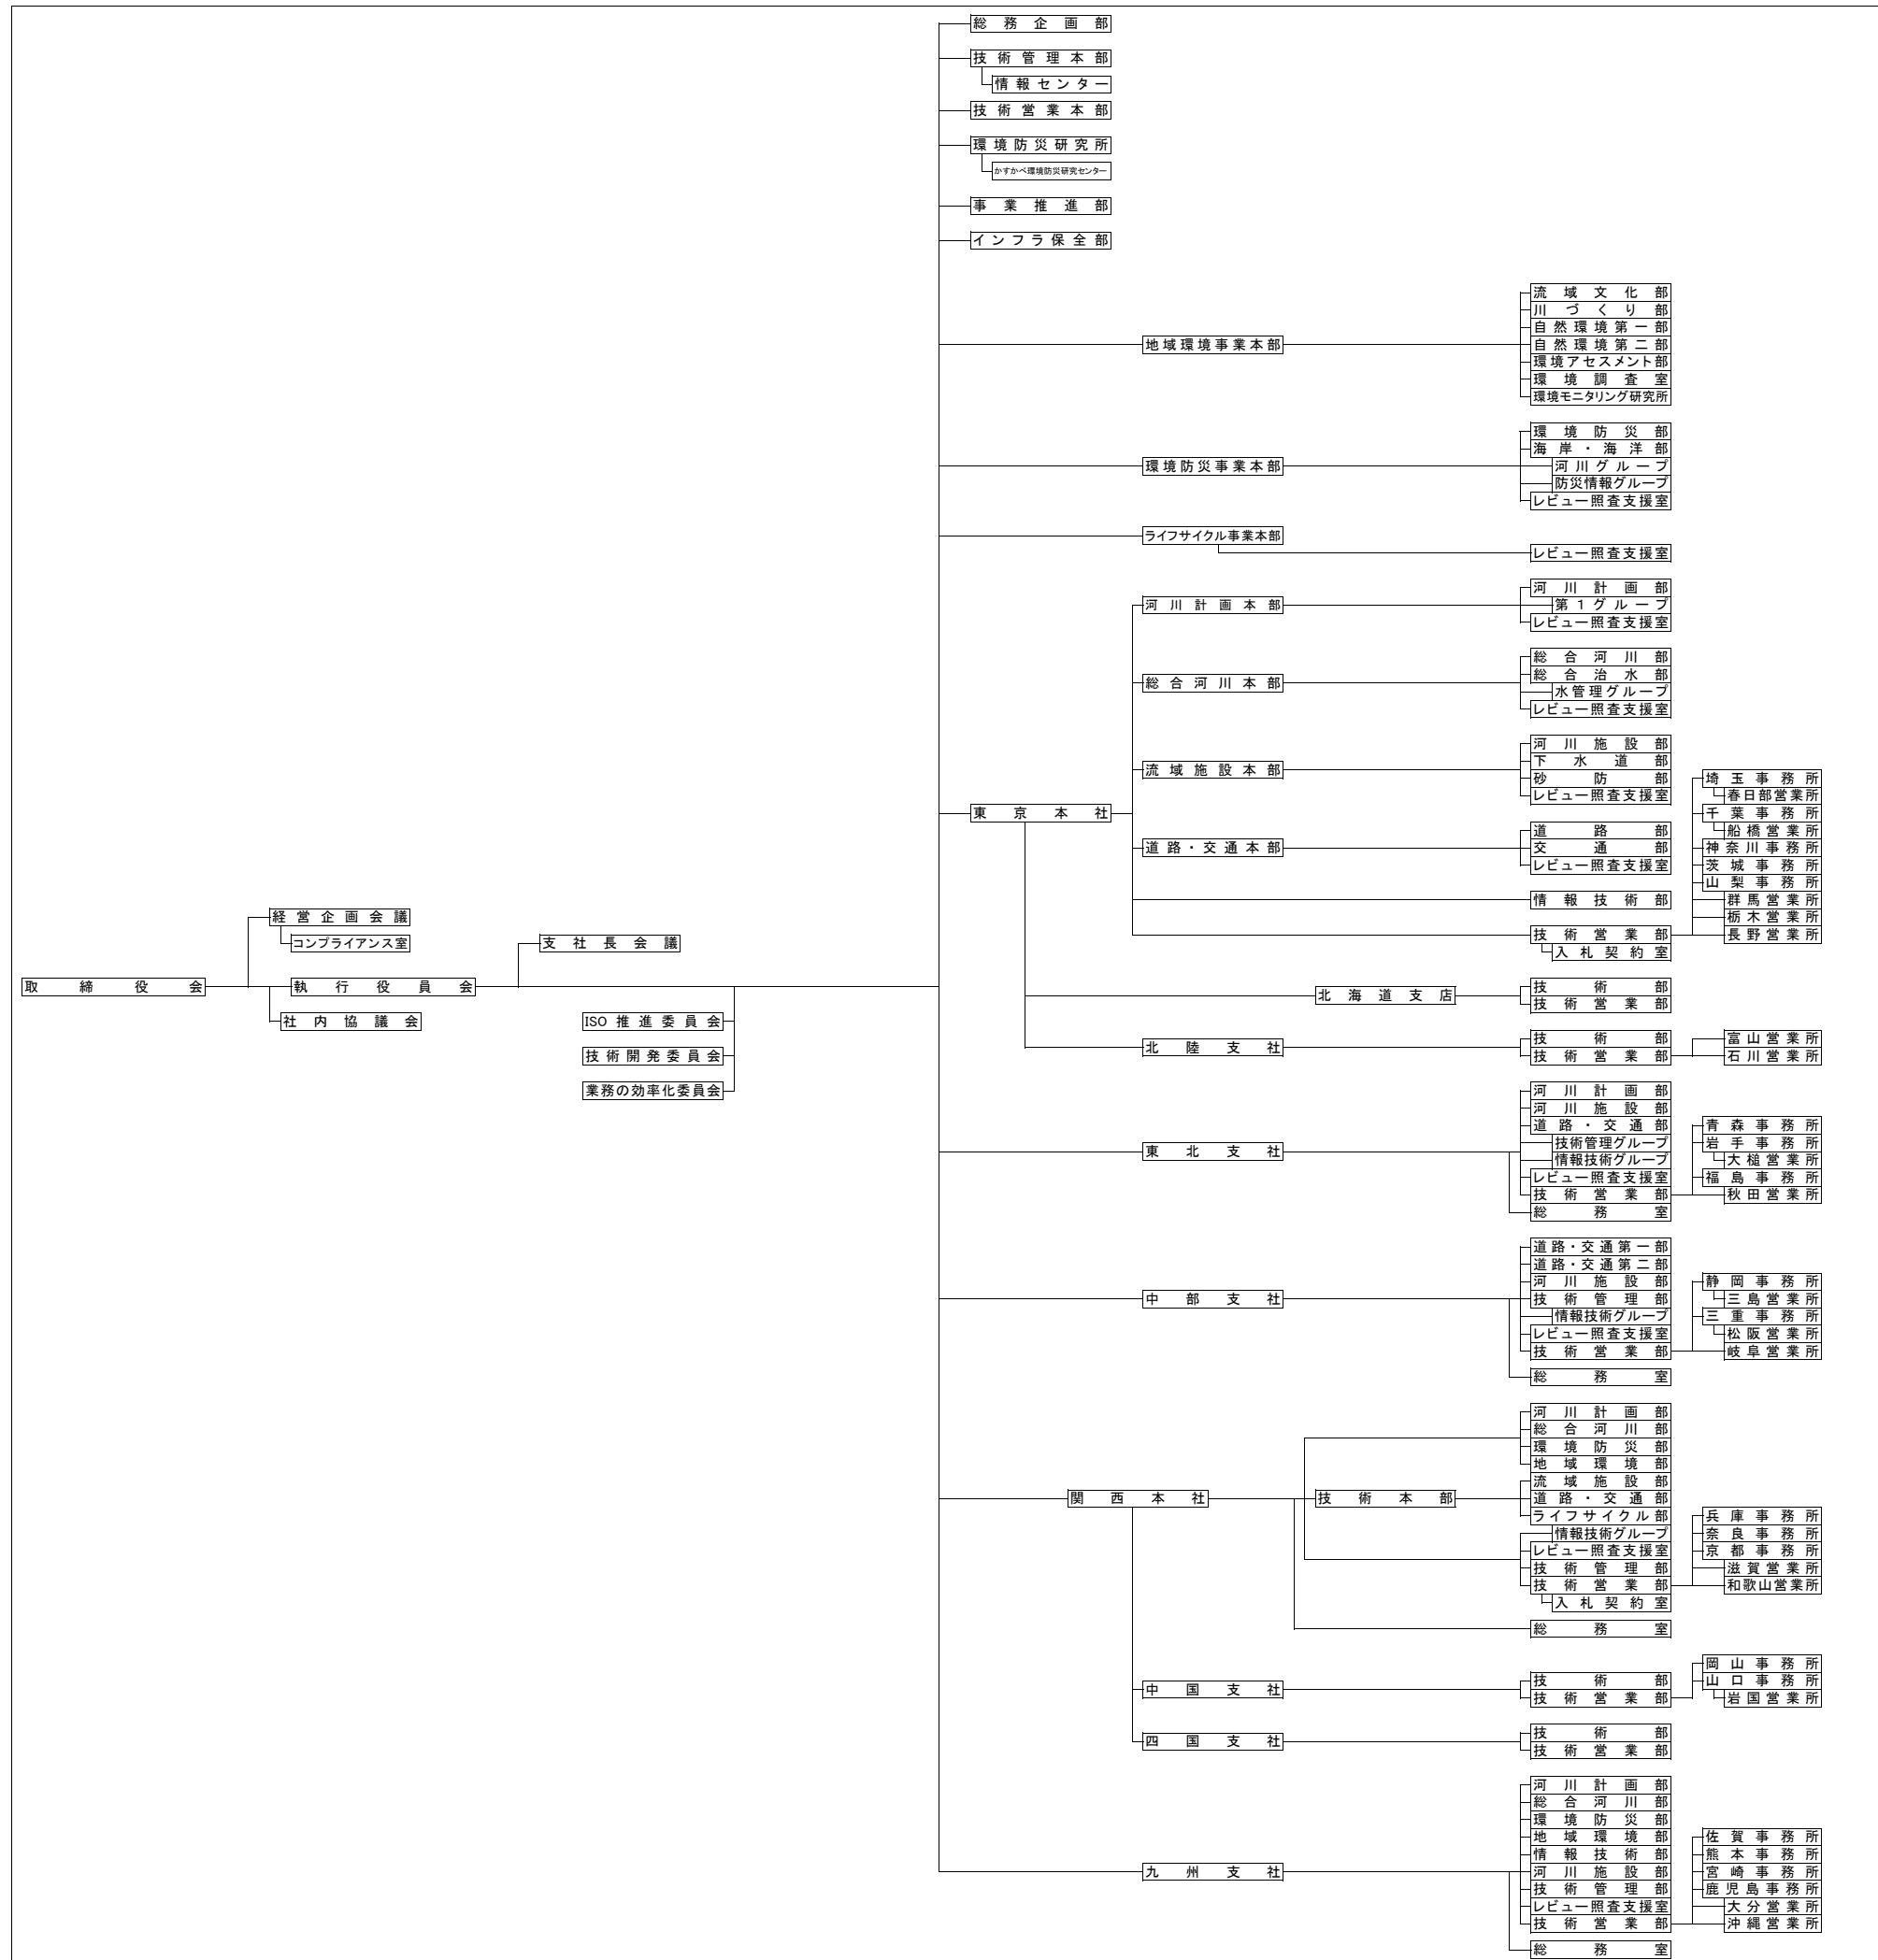 総務企画部
技術管理本部
情報センター
技術営業本部
環境防災研究所
かすかべ環境防災研究センター
事業推進部
インフラ保全部
地域環境事業本部
流域文化部
川づくり部
自然環境第一部
自然環境第二部
環境アセスメント部
環境調査室
環境モニタリング研究所
環境防災事業本部
環境防災部
海岸・海洋部
河川グループ
防災情報グループ
レビュー照査支援室
ライフサイクル事業本部
レビュー照査支援室
東京本社
河川計画本部
河川計画部
第1グループ
レビュー照査支援室
総合河川本部
総合河川部
総合治水部
水管理グループ
レビュー照査支援室
流域施設本部
河川施設部
下水道部
砂防部
レビュー照査支援室
道路・交通本部
道路部
交通部
レビュー照査支援室
情報技術部
技術営業部
入札契約室
埼玉事務所
春日部営業所
千葉事務所
船橋営業所
神奈川事務所
茨城事務所
山梨事務所
群馬営業所
栃木営業所
長野営業所
経営企画会議
コンプライアンス室
支社長会議
取締役会
執行役員会
社内協議会
ISO推進委員会
技術開発委員会
業務の効率化委員会
北海道支店
技術部
技術営業部
北陸支社
技術部
技術営業部
富山営業所
石川営業所
東北支社
河川計画部
河川施設部
道路・交通部
技術管理グループ
情報技術グループ
レビュー照査支援室
技術営業部
総務室
青森事務所
岩手事務所
大槌営業所
福島事務所
秋田営業所
中部支社
道路・交通第一部
道路・交通第二部
河川施設部
技術管理部
情報技術グループ
レビュー照査支援室
技術営業部
総務室
静岡事務所
三島営業所
三重事務所
松阪営業所
岐阜営業所
関西本社
技術本部
河川計画部
総合河川部
環境防災部
地域環境部
流域施設部
道路・交通部
ライフサイクル部
情報技術グループ
レビュー照査支援室
技術管理部
技術営業部
入札契約室
総務室
兵庫事務所
奈良事務所
京都事務所
滋賀営業所
和歌山営業所
中国支社
技術部
技術営業部
岡山事務所
山口事務所
岩国営業所
四国支社
技術部
技術営業部
九州支社
河川計画部
総合河川部
環境防災部
地域環境部
情報技術部
河川施設部
技術管理部
レビュー照査支援室
技術営業部
総務室
佐賀事務所
熊本事務所
宮崎事務所
鹿児島事務所
大分営業所
沖縄営業所